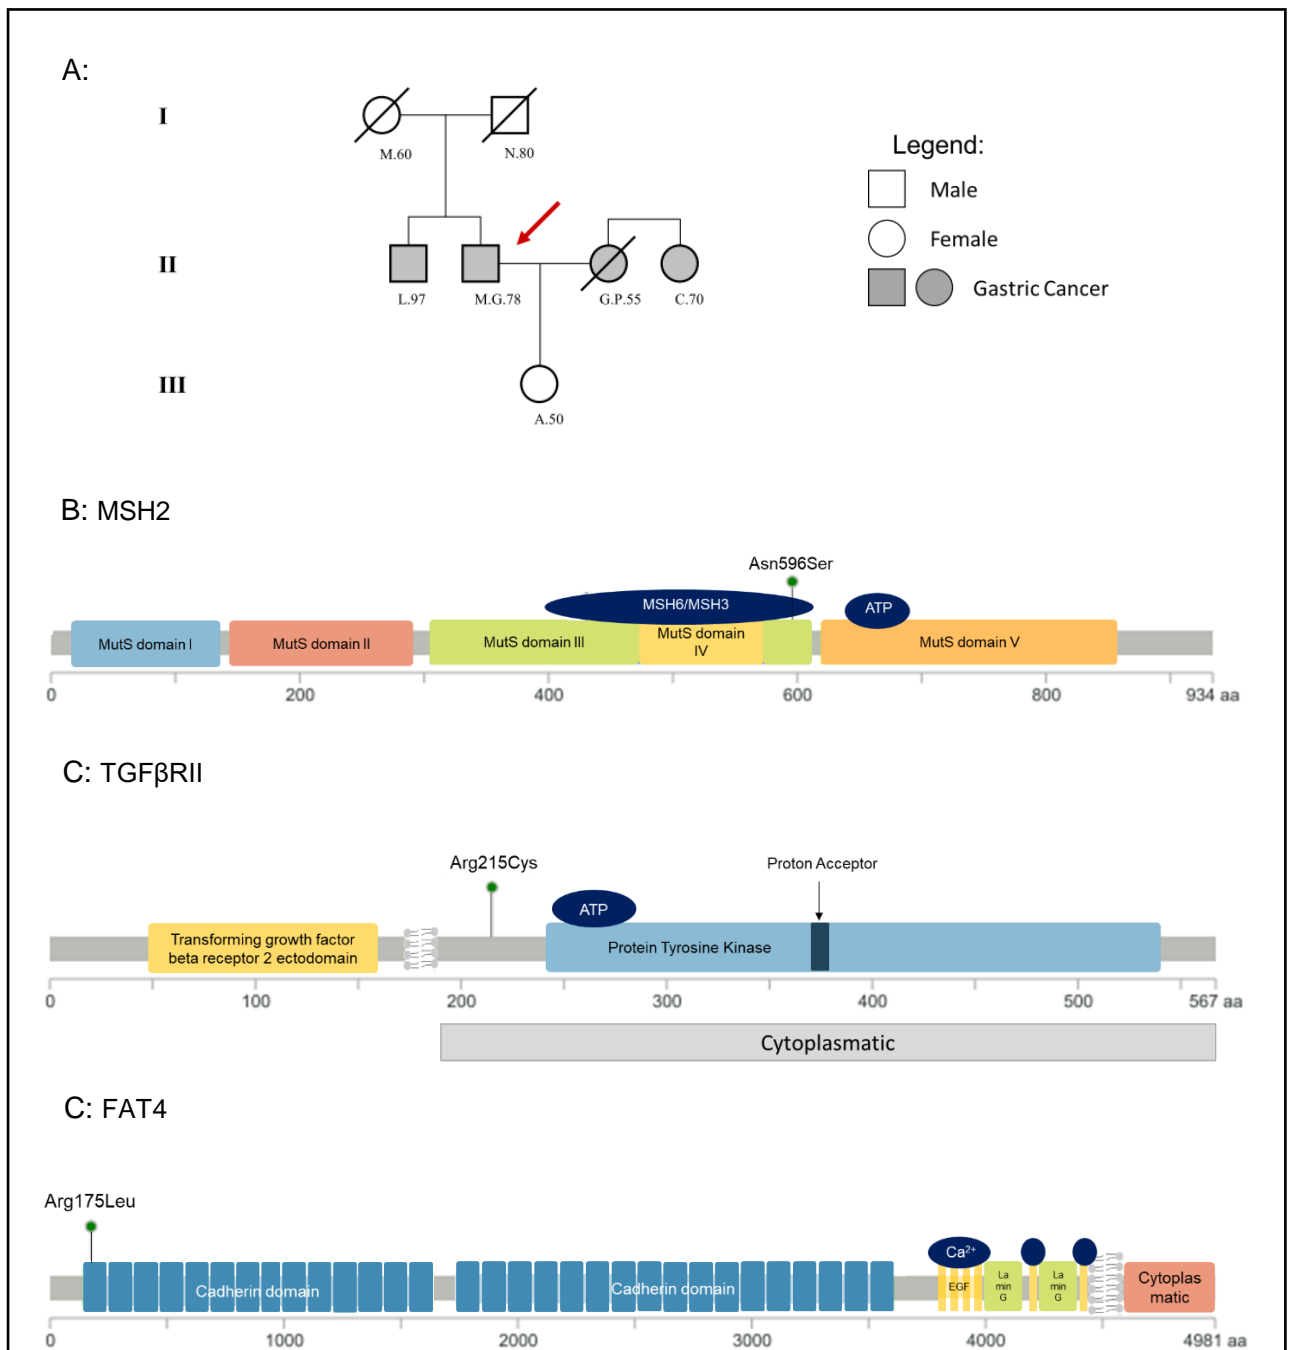 A:
I
M.60
N.80
Legend:
Male
Female
Gastric Cancer
II
L.97
M.G.78
G.P.55
C.70
III
A.50
B: MSH2
Asn596Ser
MSH6/MSH3
ATP
MutS domain I
MutS domain II
MutS domain III
MutS domain
IV
MutS domain V
0
200
400
600
800
934 aa
C: TGFβRII
Arg215Cys
Proton Acceptor
ATP
Transforming growth factor
beta receptor 2 ectodomain
Protein Tyrosine Kinase
0
100
200
300
400
500
567 aa
Cytoplasmatic
C: FAT4
Arg175Leu
Ca²⁺
Cadherin domain
Cadherin domain
EGF
La
min
G
La
min
G
Cytoplas
matic
0
1000
2000
3000
4000
4981 aa